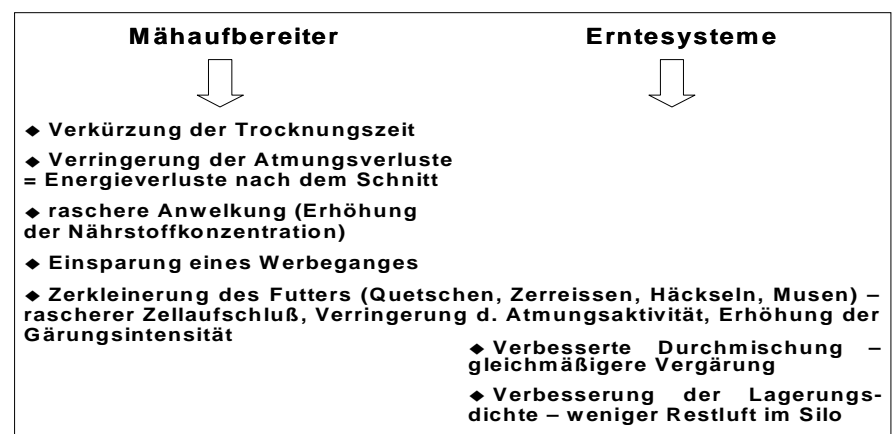 Mähaufbereiter
Erntesysteme
◆ Verkürzung der Trocknungszeit
◆ Verringerung der Atmungsverluste
= Energieverluste nach dem Schnitt
◆ raschere Anwelkung (Erhöhung
der Nährstoffkonzentration)
◆ Einsparung eines Werbeganges
◆ Zerkleinerung des Futters (Quetschen, Zerreissen, Häckseln, Musen) –
rascherer Zellaufschluß, Verringerung d. Atmungsaktivität, Erhöhung der
Gärungsintensität
◆ Verbesserte Durchmischung –
gleichmäßigere Vergärung
◆ Verbesserung der Lagerungs-
dichte – weniger Restluft im Silo